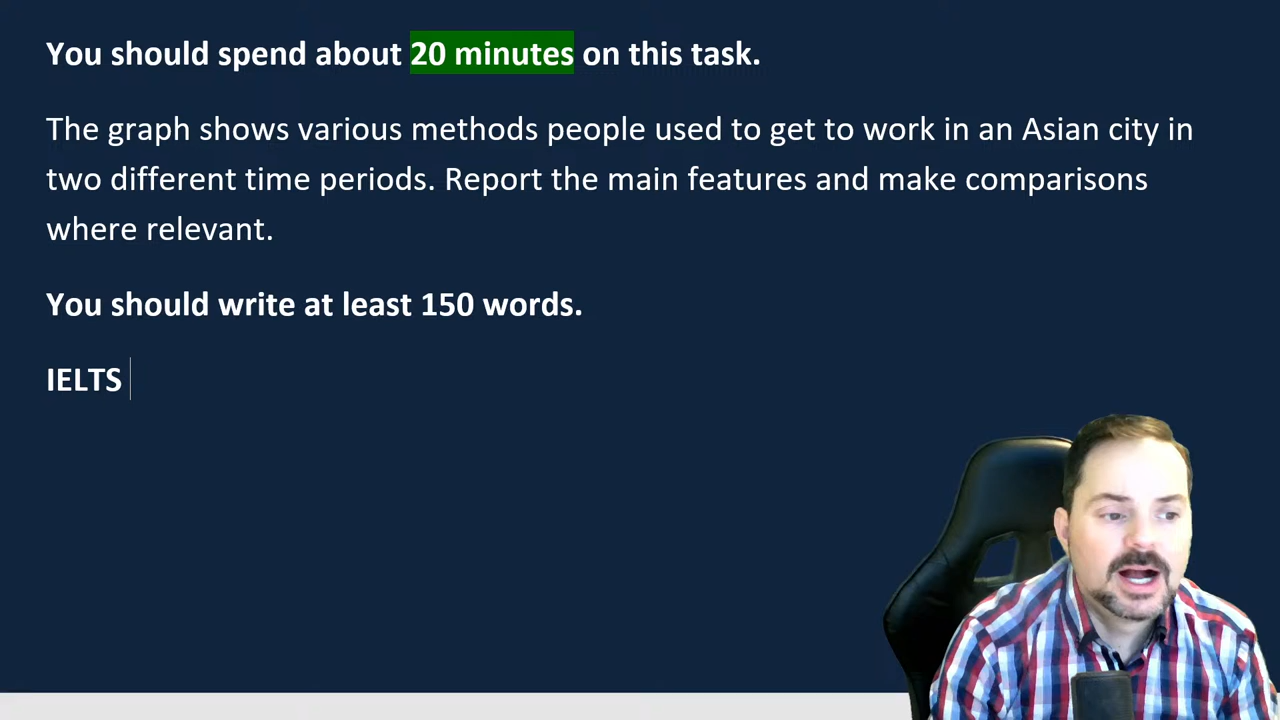 You should spend about 20 minutes on this task.
The graph shows various methods people used to get to work in an Asian city in
two different time periods. Report the main features and make comparisons
where relevant.
You should write at least 150 words.
IELTS